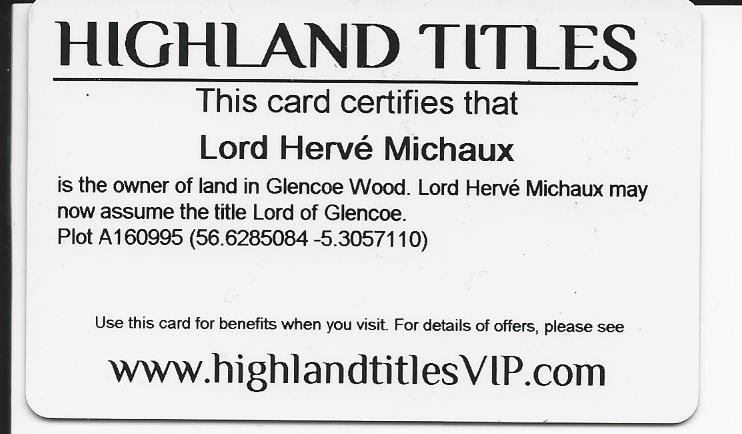 HIGHLAND TITLES
This card certifies that
Lord Hervé Michaux
is the owner of land in Glencoe Wood. Lord Hervé Michaux may
now assume the title Lord of Glencoe.
Plot A160995 (56.6285084 -5.3057110)
Use this card for benefits when you visit. For details of offers, please see
www.highlandtitlesVIP.com